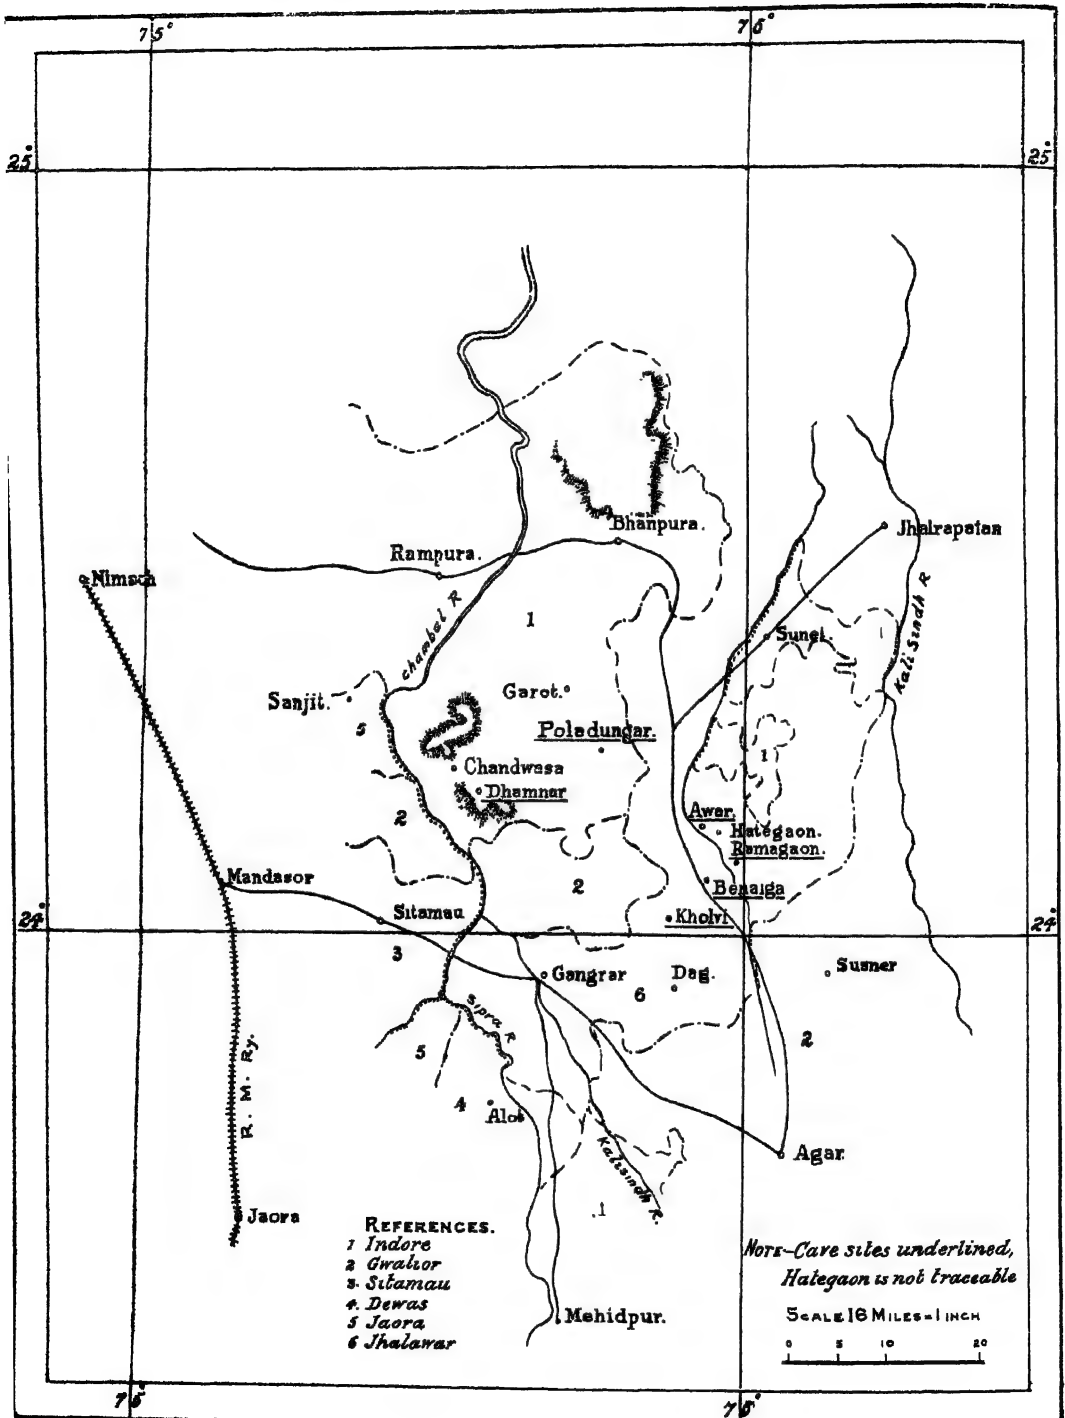 75°
75°
25°
25°
Bhanpura.
Jhalrapatan
Rampura.
Nimach
Chambal R
1
1
Kali Sindh R
Sunel.
Sanjit.
Garot.
5
Poladungar.
1
Chandwasa
Dhamnar
2
Awar.
Hategaon.
Ramagaon.
Mandasor
2
Benaiga
Sitamau
Kholvi
24°
24°
3
Gangrar
Dag.
Susner
6
Sipra R
2
5
R. M. Ry.
4
Alot
Kalisindh R.
Agar.
1.
Jaora
REFERENCES.
1 Indore
2 Gwalior
3. Sitamau
4. Dewas
5 Jaora
6 Jhalawar
NOTE-Cave sites underlined,
Hategaon is not traceable
SCALE 16 MILES=1 INCH
0 5 10 20
Mehidpur.
75°
75°